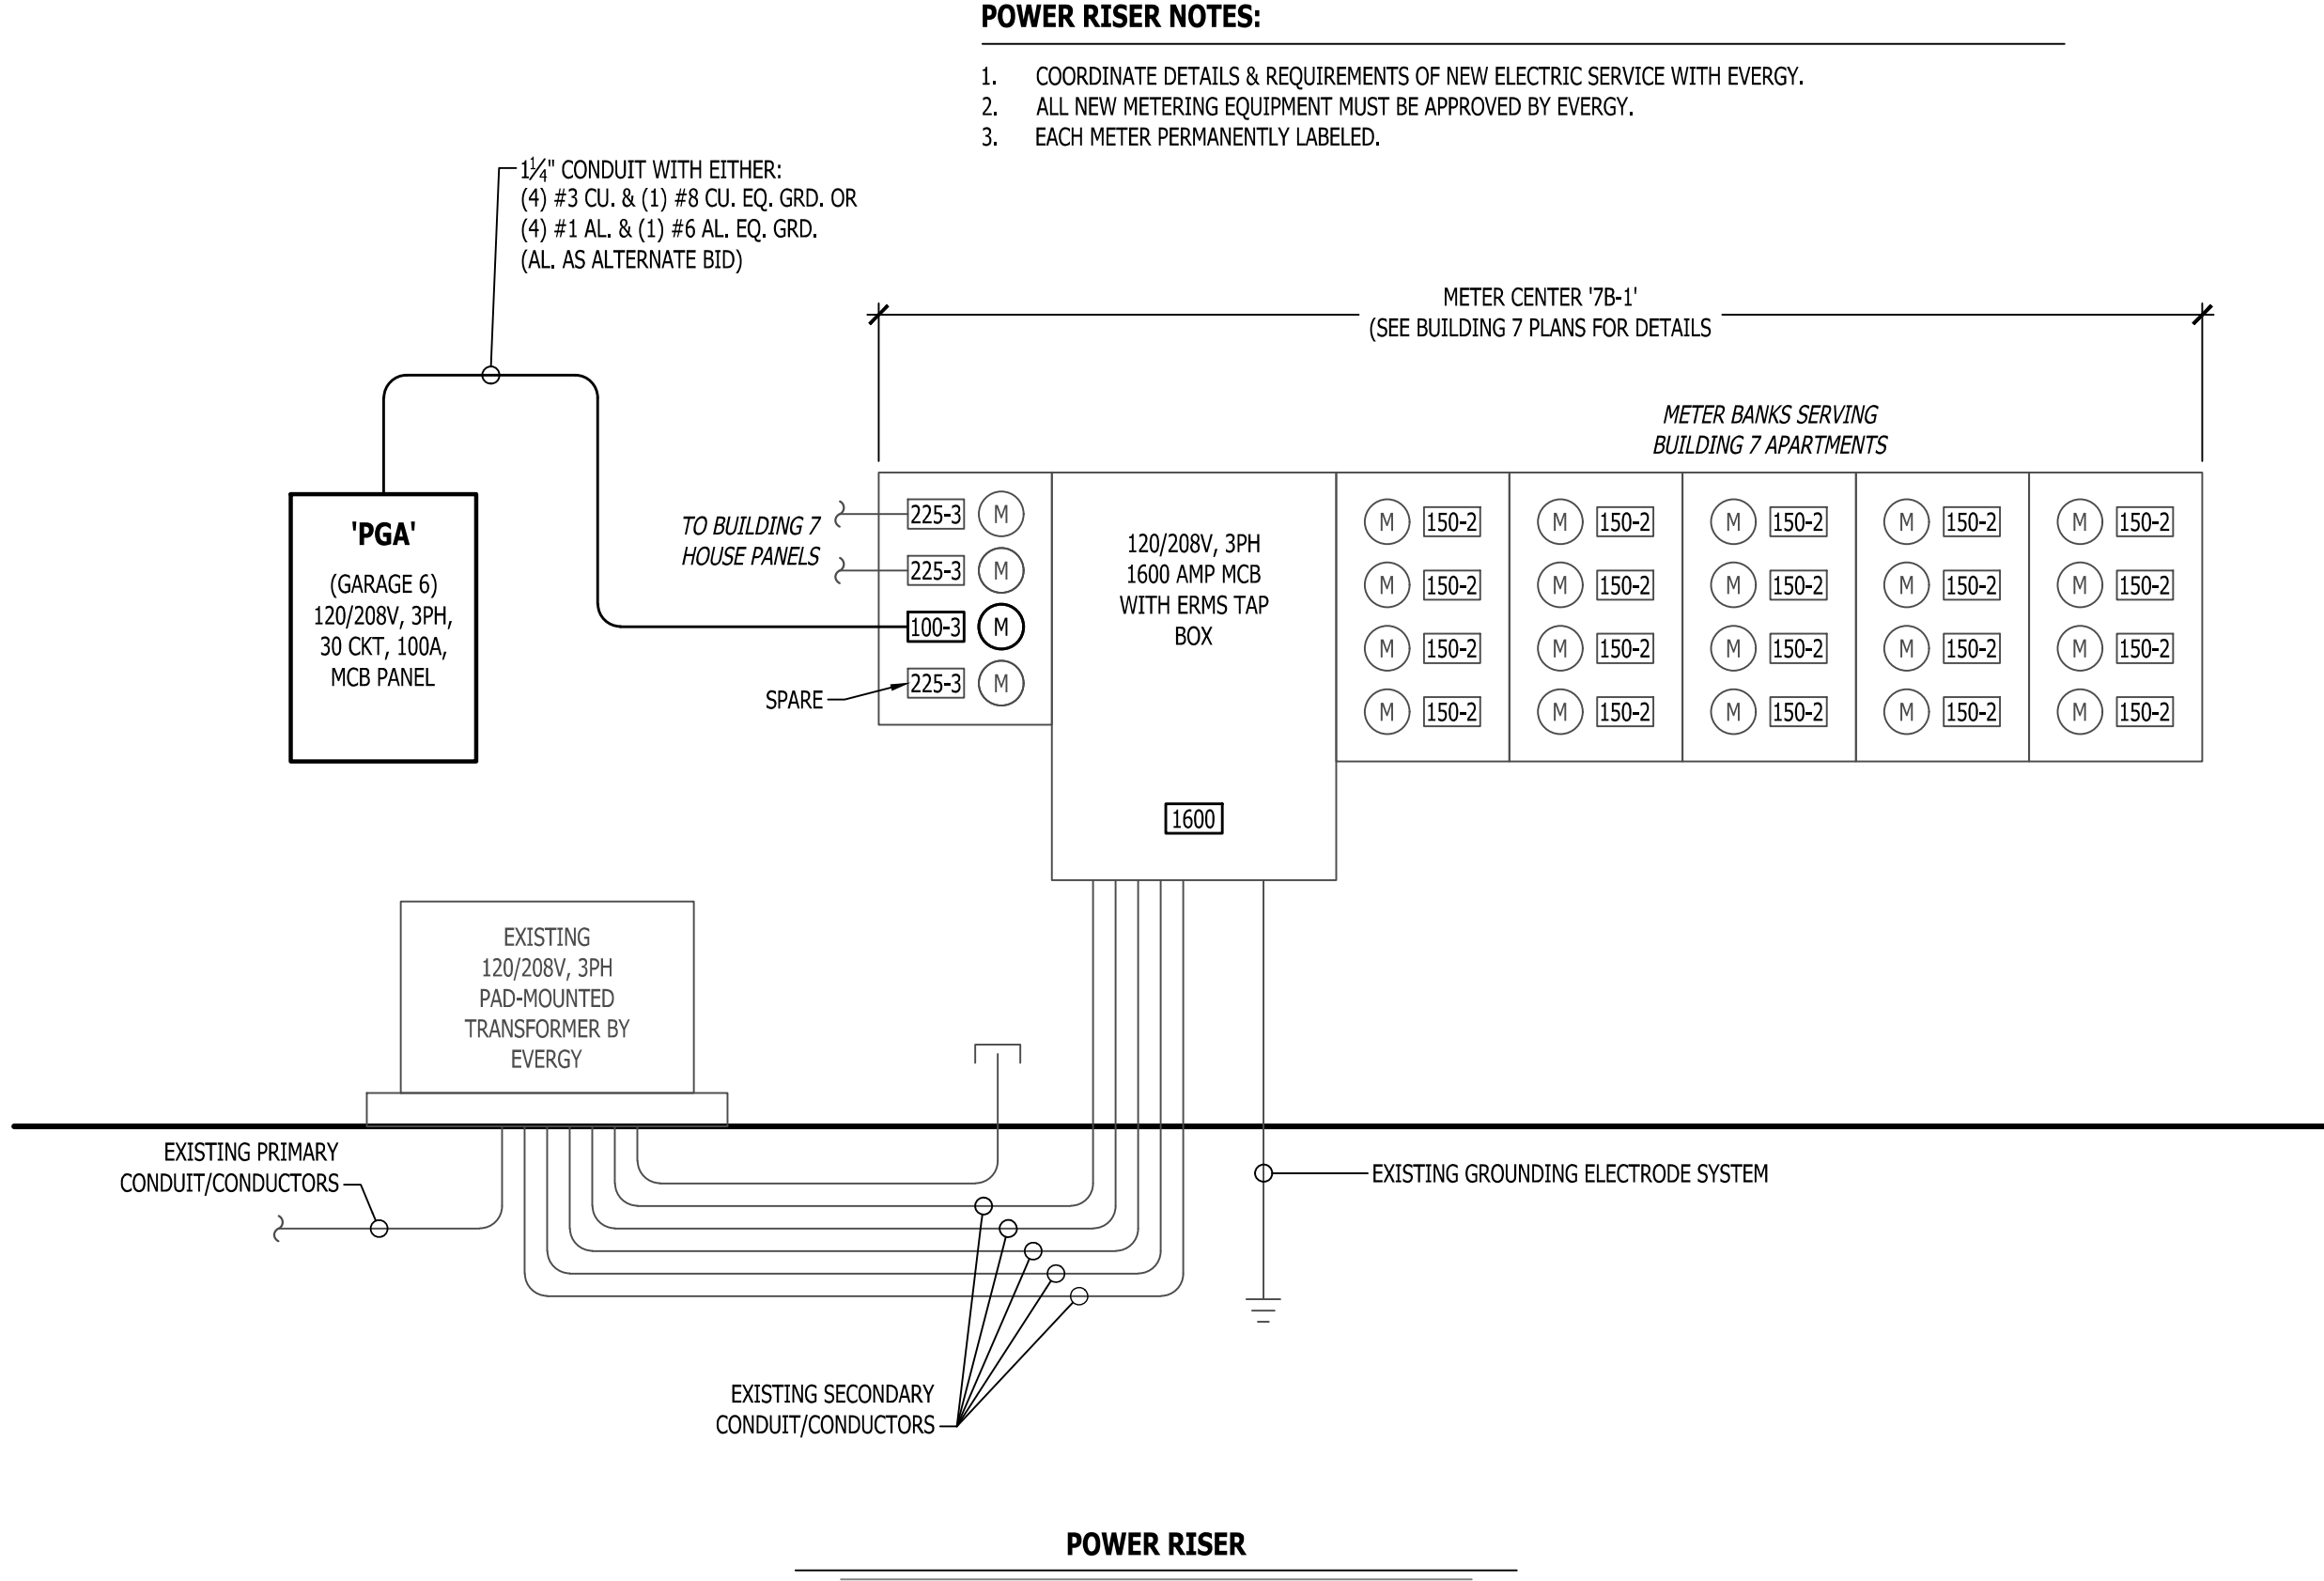 POWER RISER NOTES:
1. COORDINATE DETAILS & REQUIREMENTS OF NEW ELECTRIC SERVICE WITH EVERGY.
2. ALL NEW METERING EQUIPMENT MUST BE APPROVED BY EVERGY.
3. EACH METER PERMANENTLY LABELED.
1¼" CONDUIT WITH EITHER:
(4) #3 CU. & (1) #8 CU. EQ. GRD. OR
(4) #1 AL. & (1) #6 AL. EQ. GRD.
(AL. AS ALTERNATE BID)
METER CENTER '7B-1'
(SEE BUILDING 7 PLANS FOR DETAILS
METER BANKS SERVING
BUILDING 7 APARTMENTS
'PGA'
(GARAGE 6)
120/208V, 3PH,
30 CKT, 100A,
MCB PANEL
TO BUILDING 7
HOUSE PANELS
225-3 M
225-3 M
100-3 M
225-3 M
SPARE
120/208V, 3PH
1600 AMP MCB
WITH ERMS TAP
BOX
1600
M 150-2 M 150-2 M 150-2 M 150-2 M 150-2
M 150-2 M 150-2 M 150-2 M 150-2 M 150-2
M 150-2 M 150-2 M 150-2 M 150-2 M 150-2
M 150-2 M 150-2 M 150-2 M 150-2 M 150-2
EXISTING
120/208V, 3PH
PAD-MOUNTED
TRANSFORMER BY
EVERGY
EXISTING PRIMARY
CONDUIT/CONDUCTORS
EXISTING GROUNDING ELECTRODE SYSTEM
EXISTING SECONDARY
CONDUIT/CONDUCTORS
POWER RISER